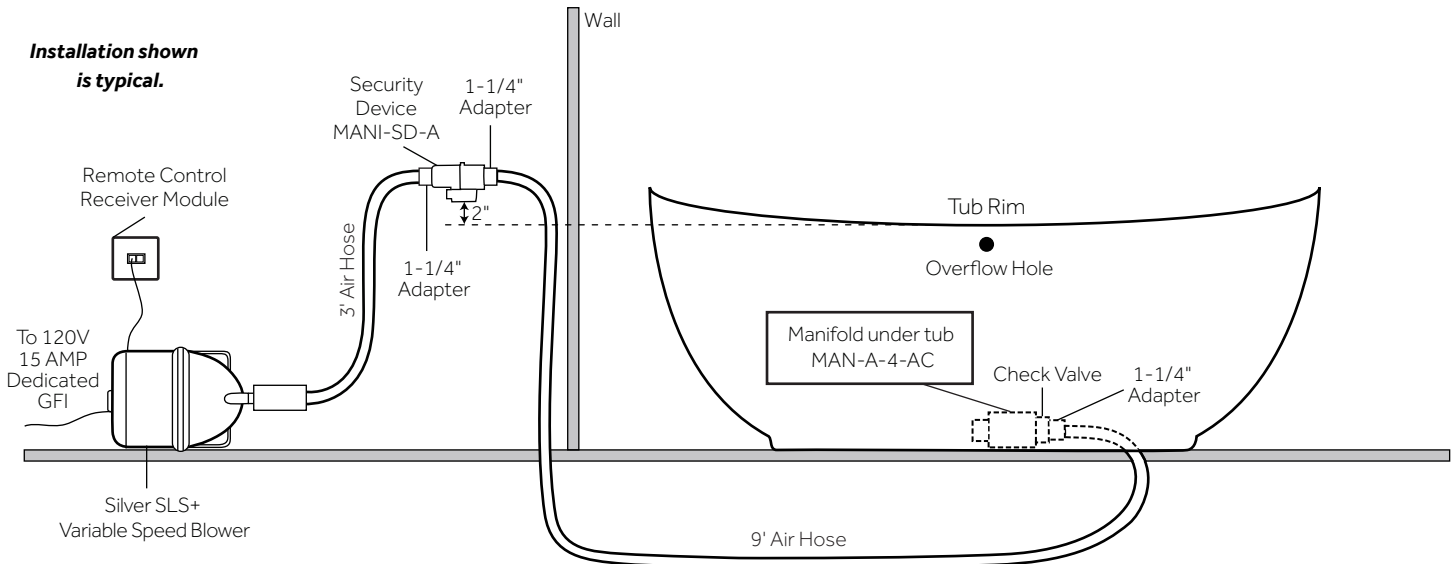 Installation shown
is typical.
Wall
Security
Device
MANI-SD-A
1-1/4"
Adapter
Remote Control
Receiver Module
2"
Tub Rim
Overflow Hole
3' Air Hose
1-1/4"
Adapter
To 120V
15 AMP
Dedicated
GFI
Manifold under tub
MAN-A-4-AC
Check Valve
1-1/4"
Adapter
Silver SLS+
Variable Speed Blower
9' Air Hose